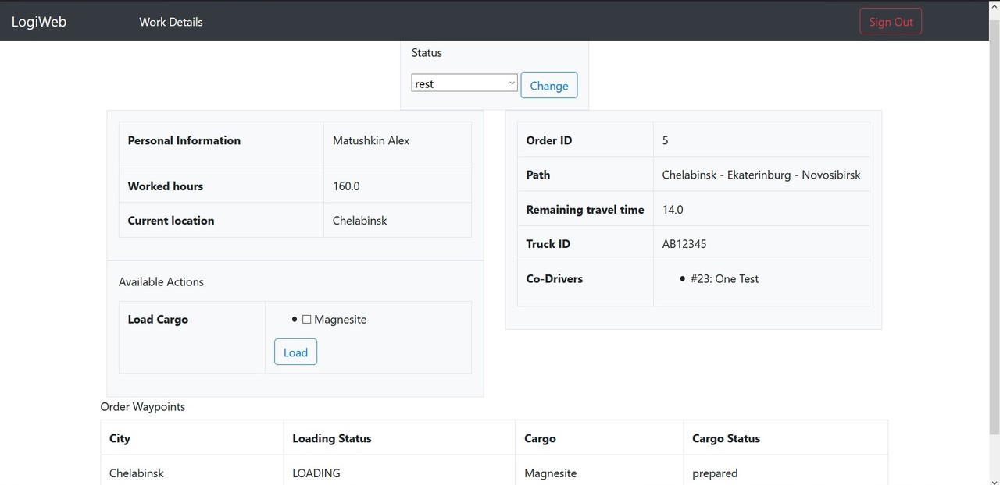 LogiWeb Work Details Sign Out
Status
rest Change
Personal Information Matushkin Alex
Worked hours 160.0
Current location Chelabinsk
Available Actions
Load Cargo Magnesite
Load
Order ID 5
Path Chelabinsk - Ekaterinburg - Novosibirsk
Remaining travel time 14.0
Truck ID AB12345
Co-Drivers #23: One Test
Order Waypoints
City Loading Status Cargo Cargo Status
Chelabinsk LOADING Magnesite prepared